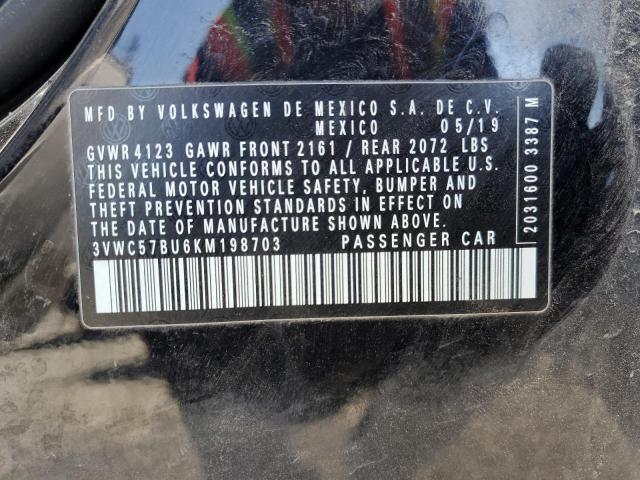 MFD BY VOLKSWAGEN DE MEXICO S.A. DE C.V.
MEXICO 05/19
GVWR 4123 GAWR FRONT 2161 / REAR 2072 LBS
THIS VEHICLE CONFORMS TO ALL APPLICABLE U.S.
FEDERAL MOTOR VEHICLE SAFETY, BUMPER AND
THEFT PREVENTION STANDARDS IN EFFECT ON
THE DATE OF MANUFACTURE SHOWN ABOVE.
3VWC57BU6KM198703 PASSENGER CAR
2031600 3387 M